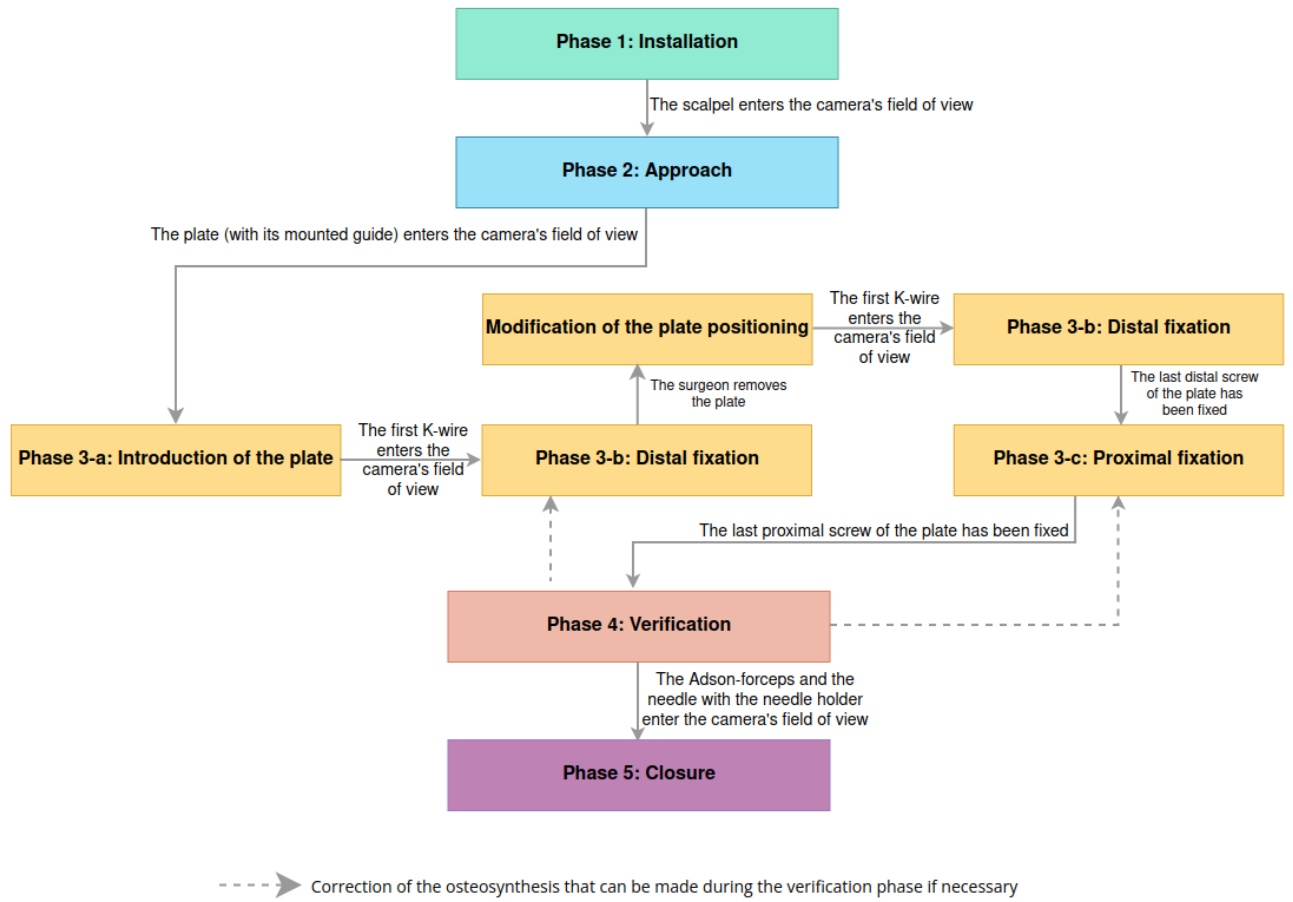 Phase 1: Installation
The scalpel enters the camera's field of view
Phase 2: Approach
The plate (with its mounted guide) enters the camera's field of view
Modification of the plate positioning
The first K-wire
enters the
camera's field
of view
Phase 3-b: Distal fixation
The surgeon removes
the plate
The last distal screw
of the plate has
been fixed
Phase 3-a: Introduction of the plate
The first K-wire
enters the
camera's field
of view
Phase 3-b: Distal fixation
Phase 3-c: Proximal fixation
The last proximal screw of the plate has been fixed
Phase 4: Verification
The Adson-forceps and the
needle with the needle holder
enter the camera's field of view
Phase 5: Closure
Correction of the osteosynthesis that can be made during the verification phase if necessary